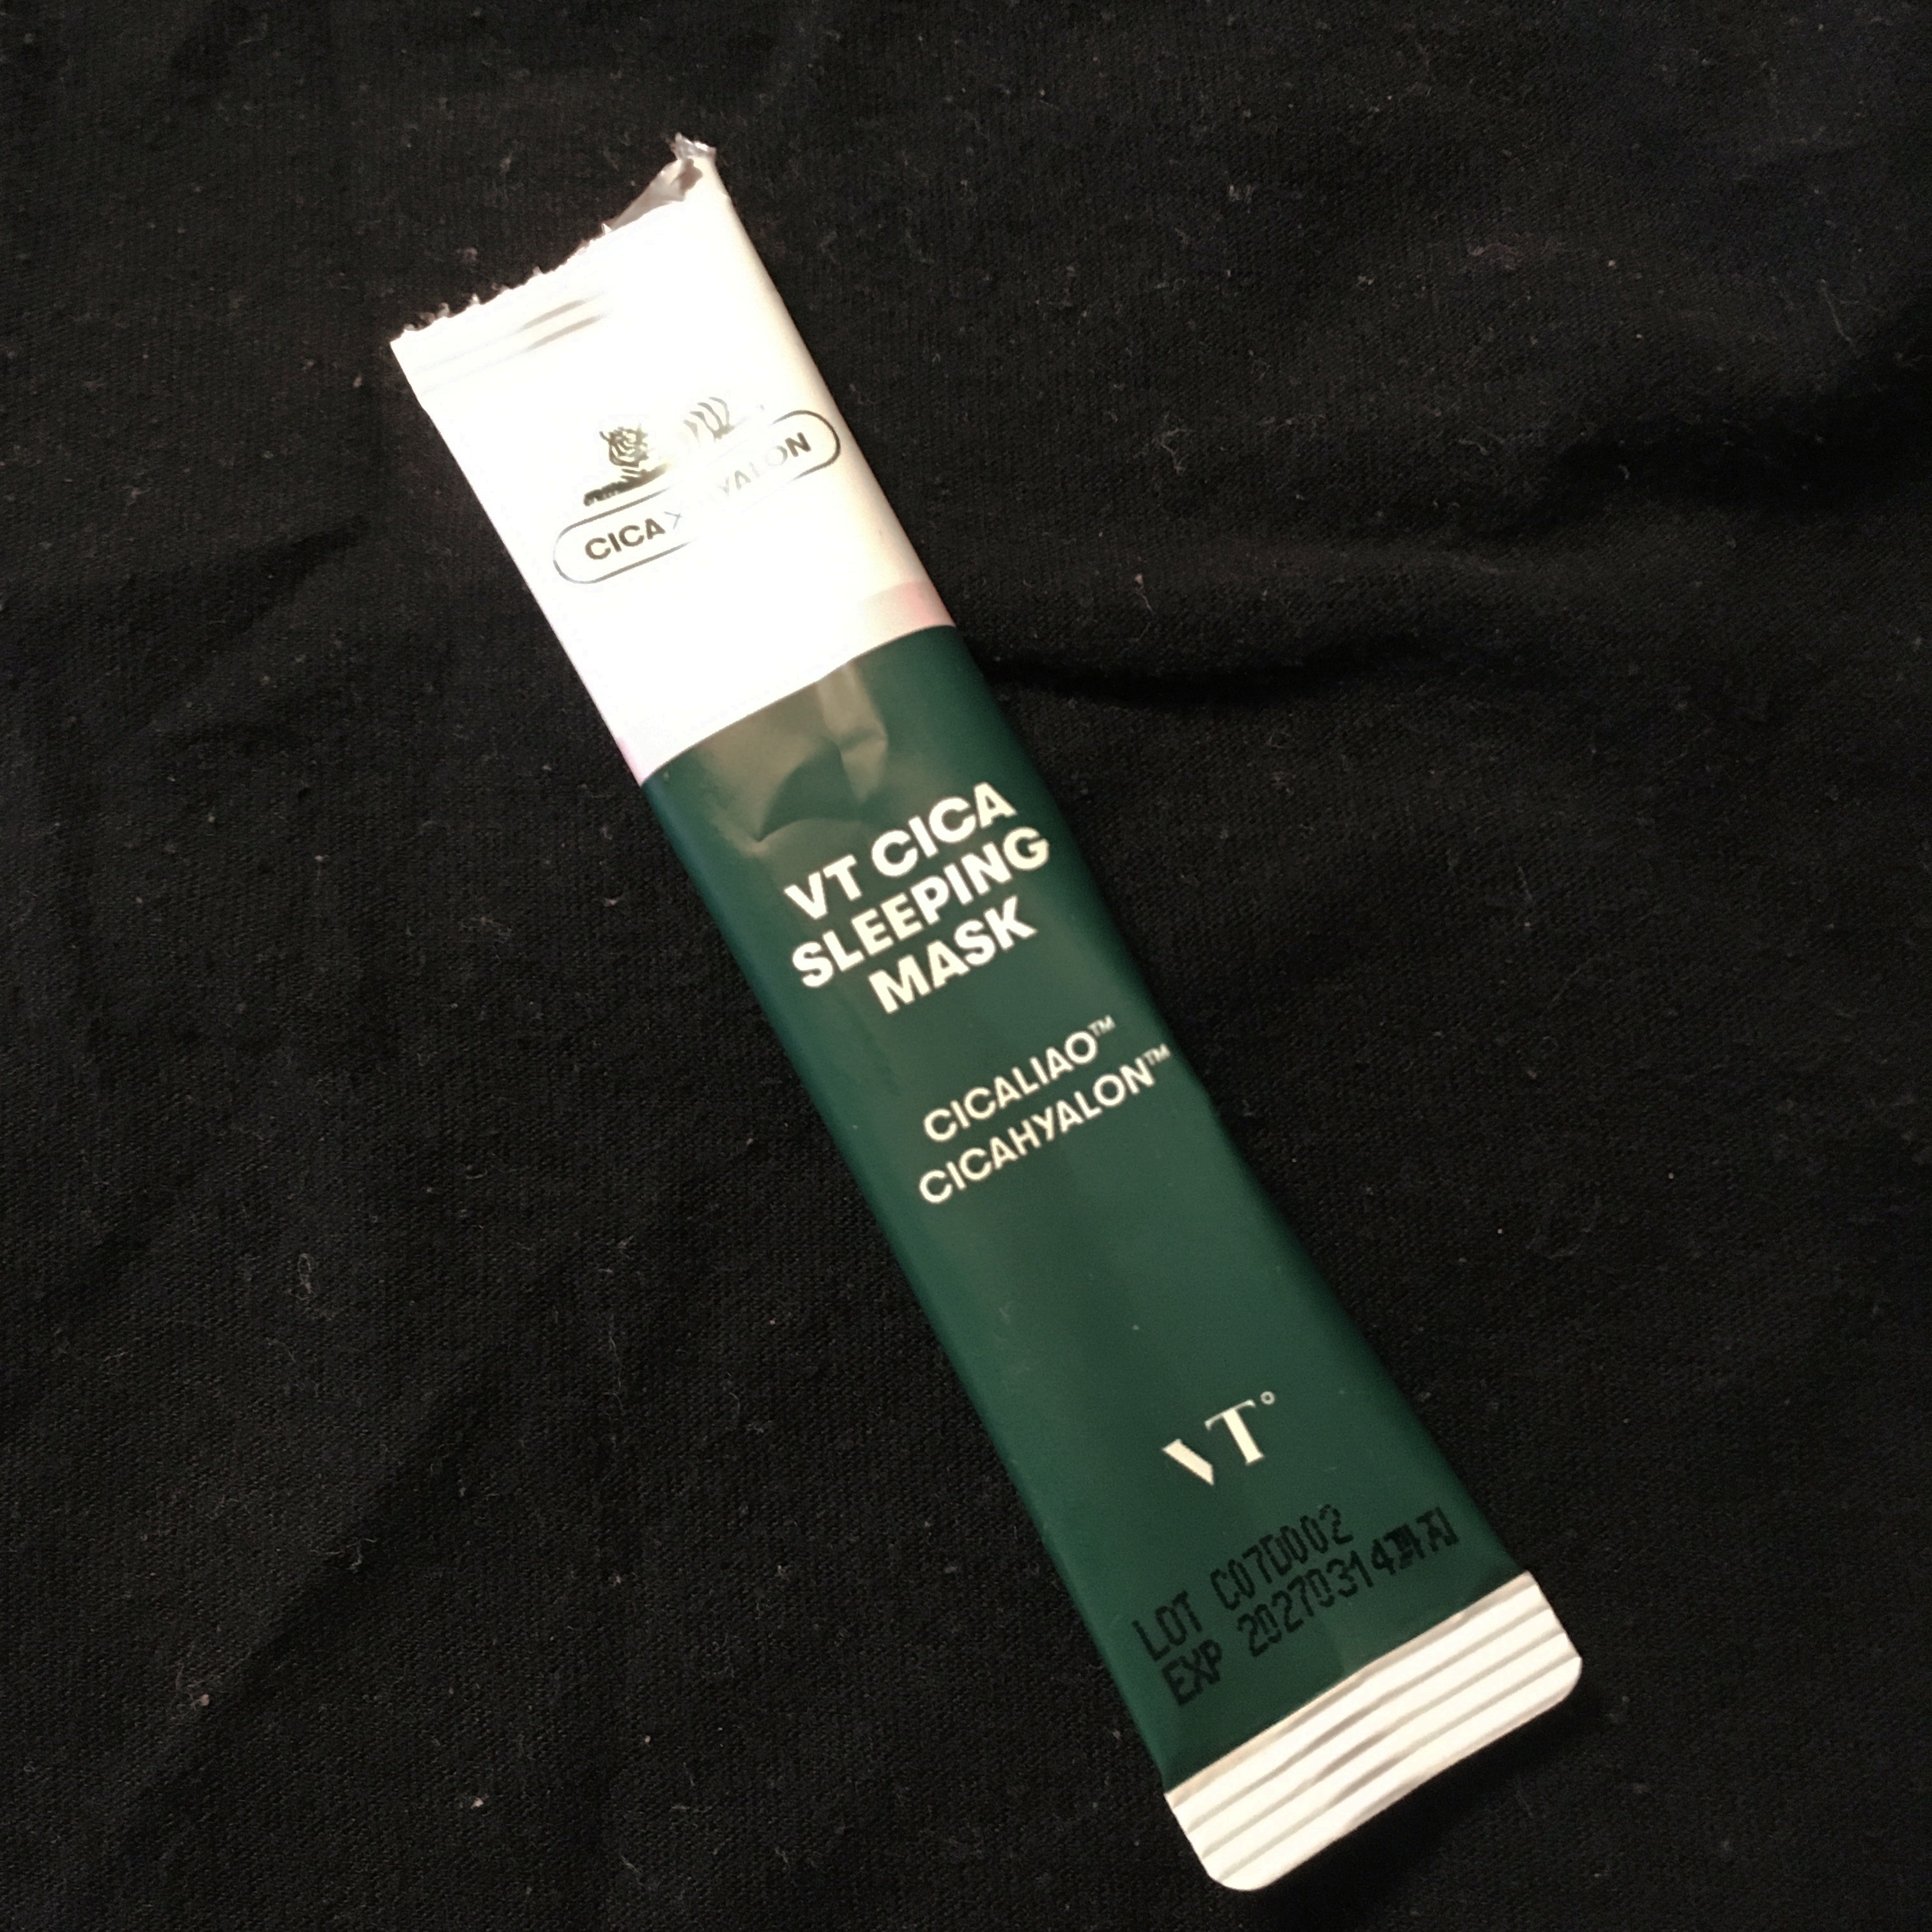 CICA HYALON
VT CICA
SLEEPING
MASK
CICALIAO™
CICAHYALON™
VT°
LOT C07D002
EXP 20270314까지